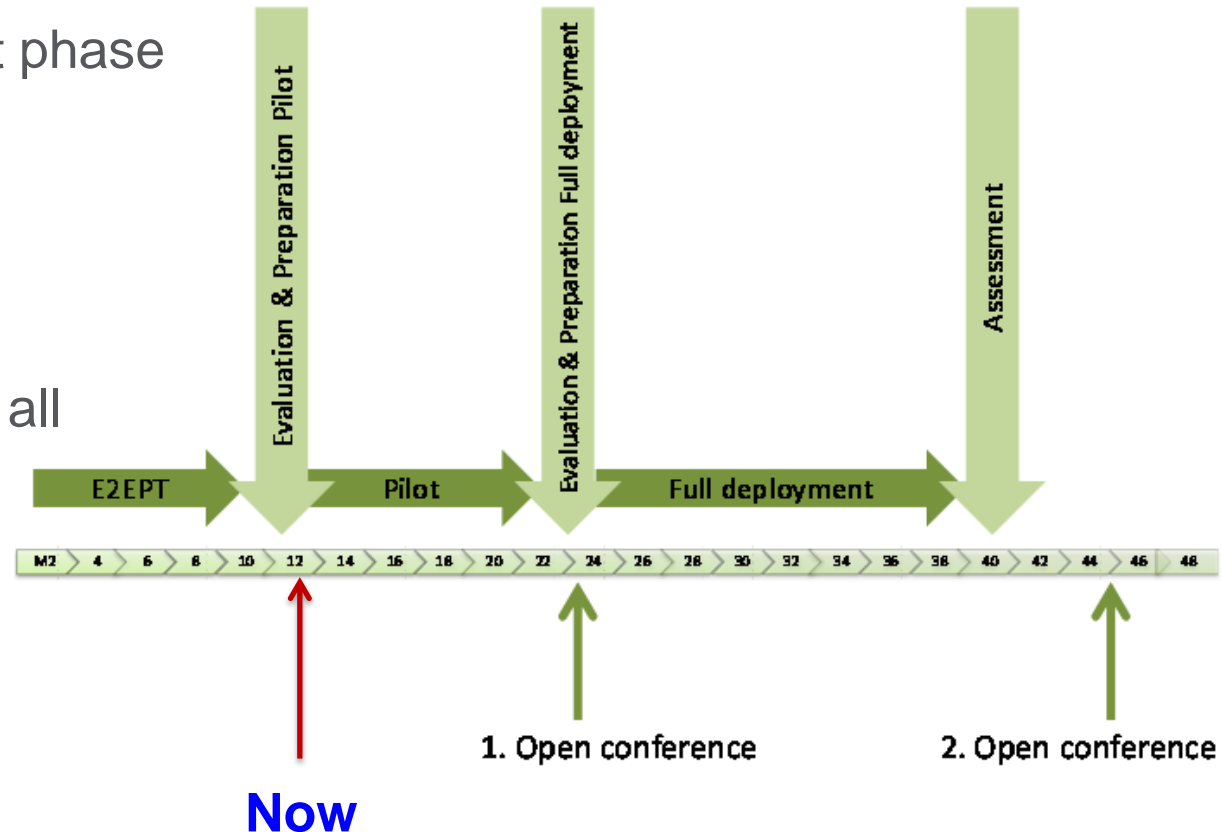 t phase
all
Evaluation & Preparation Pilot
Evaluation & Preparation Full deployment
Assessment
E2EPT
Pilot
Full deployment
M2 4 6 8 10 12 14 16 18 20 22 24 26 28 30 32 34 36 38 40 42 44 46 48
1. Open conference
2. Open conference
Now